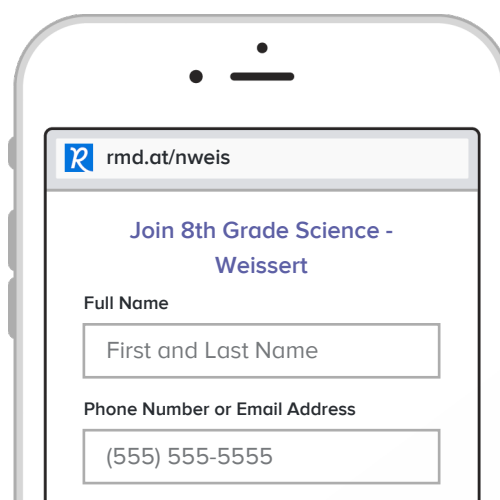 rmd.at/nweis
Join 8th Grade Science -
Weissert
Full Name
First and Last Name
Phone Number or Email Address
(555) 555-5555